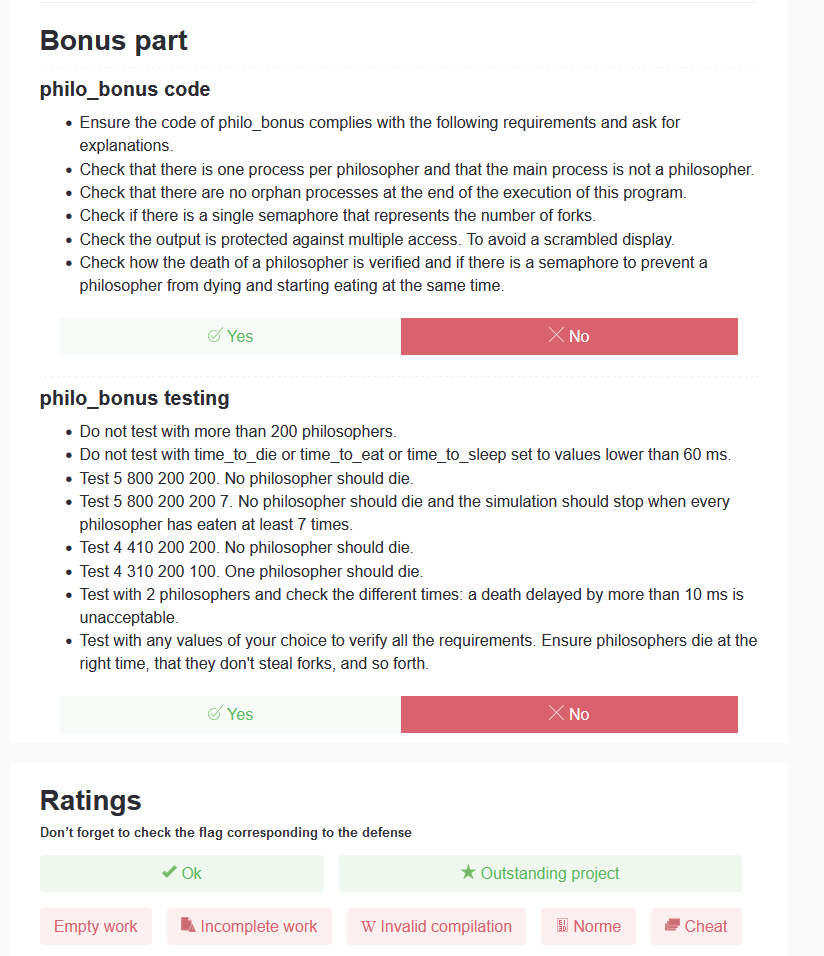 Bonus part
philo_bonus code
• Ensure the code of philo_bonus complies with the following requirements and ask for
explanations.
• Check that there is one process per philosopher and that the main process is not a philosopher.
• Check that there are no orphan processes at the end of the execution of this program.
• Check if there is a single semaphore that represents the number of forks.
• Check the output is protected against multiple access. To avoid a scrambled display.
• Check how the death of a philosopher is verified and if there is a semaphore to prevent a
philosopher from dying and starting eating at the same time.
Yes No
philo_bonus testing
• Do not test with more than 200 philosophers.
• Do not test with time_to_die or time_to_eat or time_to_sleep set to values lower than 60 ms.
• Test 5 800 200 200. No philosopher should die.
• Test 5 800 200 200 7. No philosopher should die and the simulation should stop when every
philosopher has eaten at least 7 times.
• Test 4 410 200 200. No philosopher should die.
• Test 4 310 200 100. One philosopher should die.
• Test with 2 philosophers and check the different times: a death delayed by more than 10 ms is
unacceptable.
• Test with any values of your choice to verify all the requirements. Ensure philosophers die at the
right time, that they don't steal forks, and so forth.
Yes No
Ratings
Don’t forget to check the flag corresponding to the defense
Ok Outstanding project
Empty work Incomplete work Invalid compilation Norme Cheat